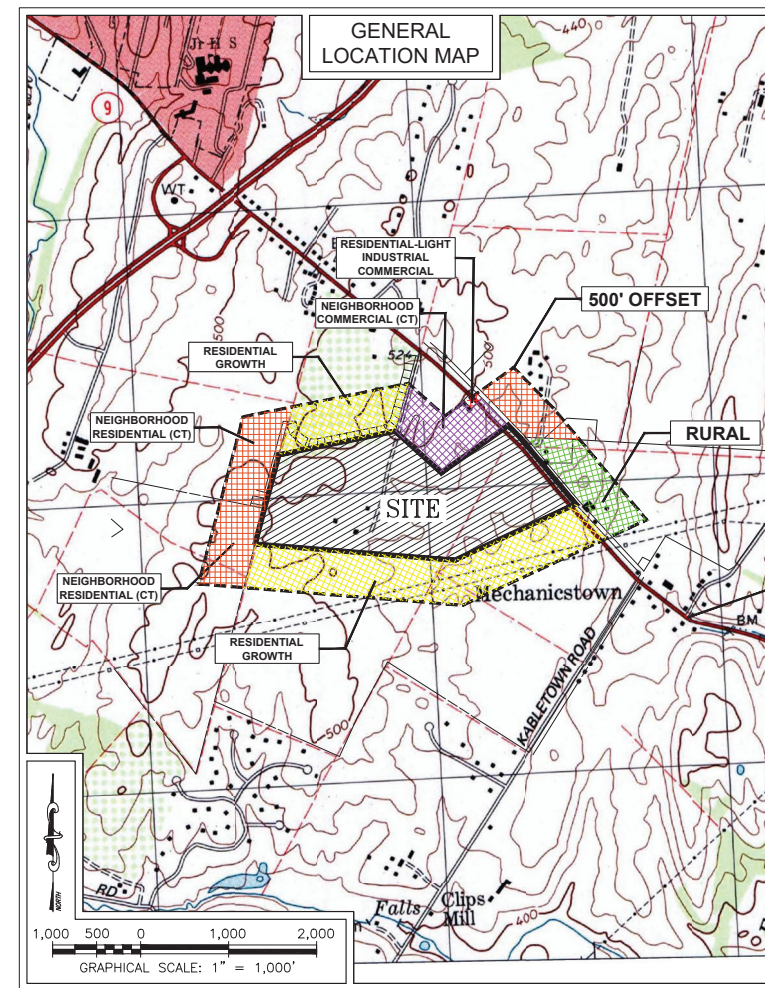 GENERAL
LOCATION MAP
440
Jr H S
9
WT
500
RESIDENTIAL-LIGHT
INDUSTRIAL
COMMERCIAL
NEIGHBORHOOD
COMMERCIAL (CT)
500' OFFSET
500
524
RESIDENTIAL
GROWTH
NEIGHBORHOOD
RESIDENTIAL (CT)
RURAL
500
SITE
NEIGHBORHOOD
RESIDENTIAL (CT)
Mechanicstown
BM
RESIDENTIAL
GROWTH
KABLETOWN ROAD
500
NORTH
RD
Falls
Clips
Mill
400
1,000 500 0 1,000 2,000
GRAPHICAL SCALE: 1" = 1,000'